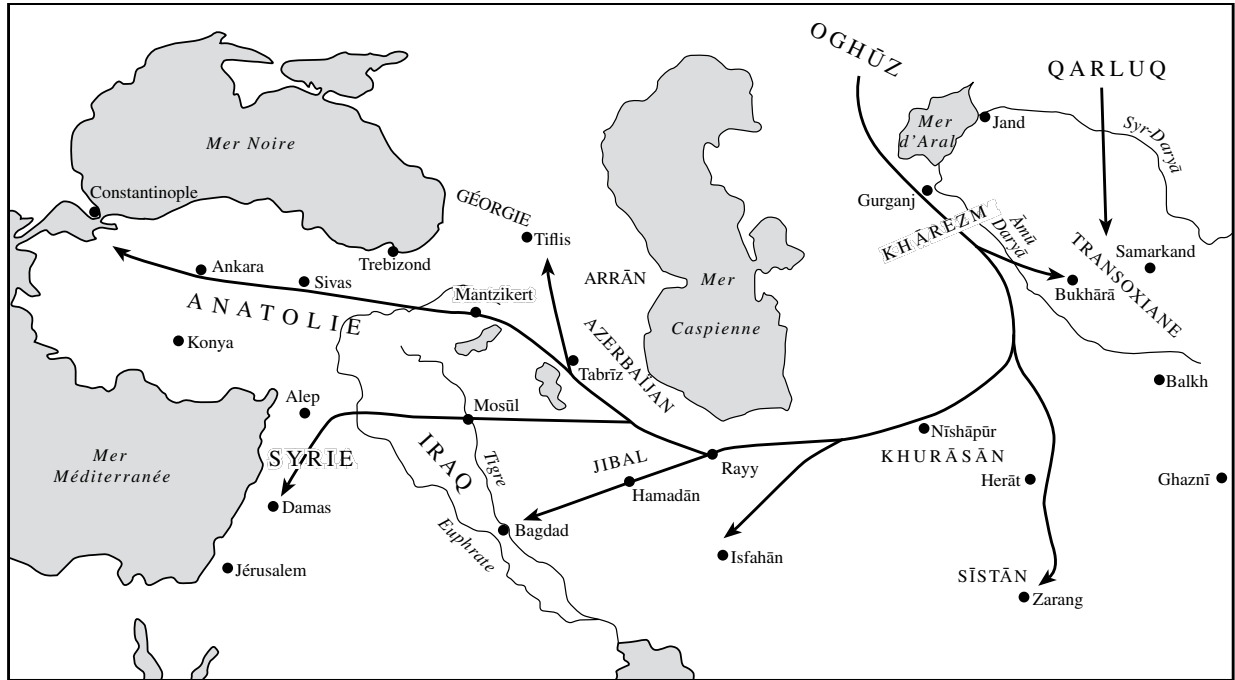 OGHŪZ
QARLUQ
Mer
d'Aral
Jand
Syr-Daryā
Mer Noire
Constantinople
GÉORGIE
Gurganj
KHĀREZM
Āmū
Daryā
TRANSOXIANE
Tiflis
Trebizond
Samarkand
Ankara
Sivas
ARRĀN
Mer
Caspienne
Bukhārā
ANATOLIE
Mantzikert
Konya
AZERBAÏJAN
Tabrīz
Balkh
Alep
Mosūl
Nīshāpūr
Mer
Méditerranée
SYRIE
IRAQ
Tigre
JIBAL
Rayy
KHURĀSĀN
Hamadān
Herāt
Ghaznī
Damas
Euphrate
Bagdad
Isfahān
Jérusalem
SĪSTĀN
Zarang